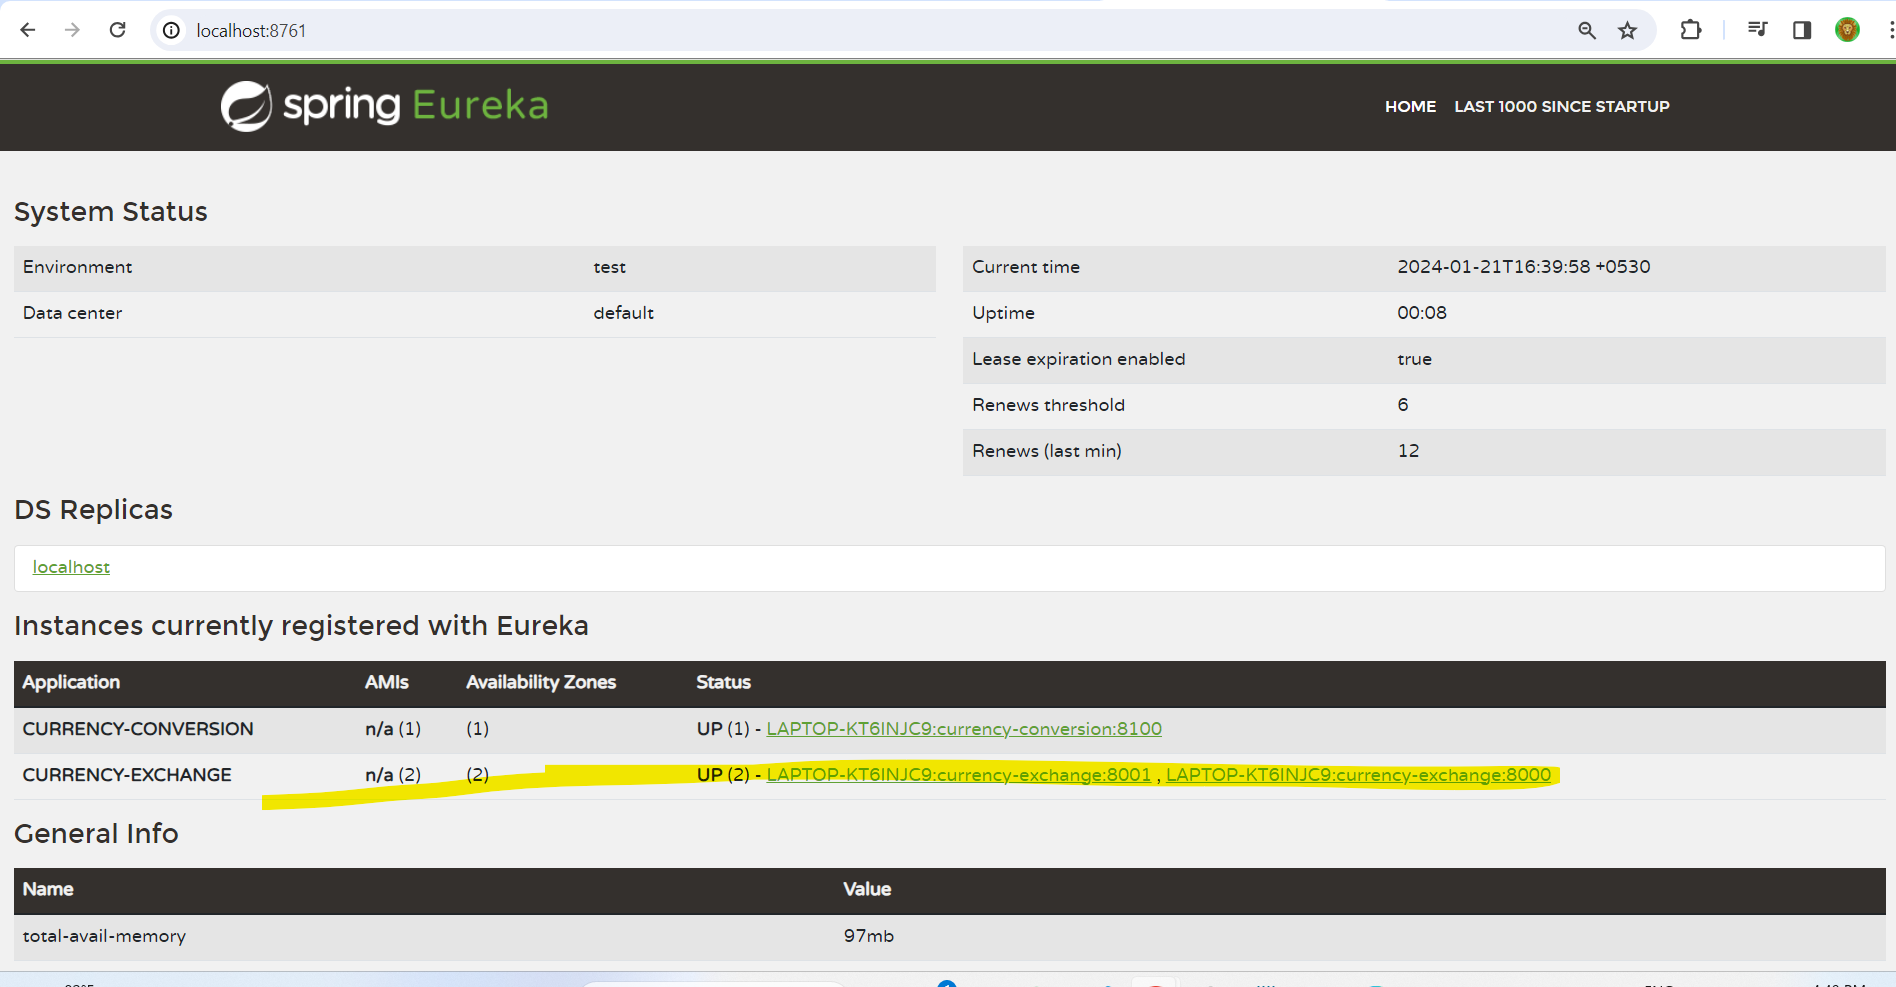 localhost:8761
spring Eureka
HOME LAST 1000 SINCE STARTUP
System Status
Environment test
Data center default
Current time 2024-01-21T16:39:58 +0530
Uptime 00:08
Lease expiration enabled true
Renews threshold 6
Renews (last min) 12
DS Replicas
localhost
Instances currently registered with Eureka
Application AMIs Availability Zones Status
CURRENCY-CONVERSION n/a (1) (1) UP (1) - LAPTOP-KT6INJC9:currency-conversion:8100
CURRENCY-EXCHANGE n/a (2) (2) UP (2) - LAPTOP-KT6INJC9:currency-exchange:8001 , LAPTOP-KT6INJC9:currency-exchange:8000
General Info
Name Value
total-avail-memory 97mb